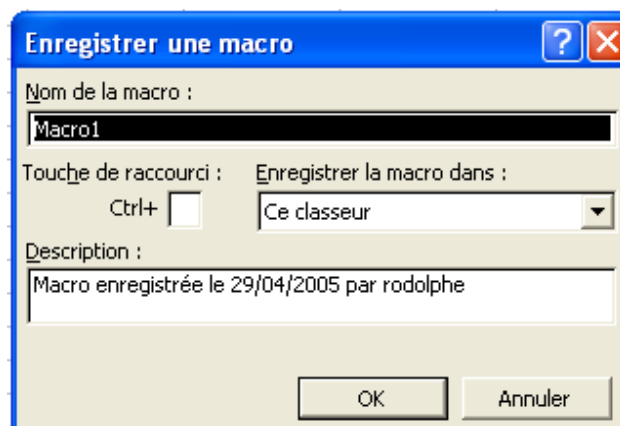 Enregistrer une macro
Nom de la macro :
Macro1
Touche de raccourci : Enregistrer la macro dans :
Ctrl+ Ce classeur
Description :
Macro enregistrée le 29/04/2005 par rodolphe
OK Annuler